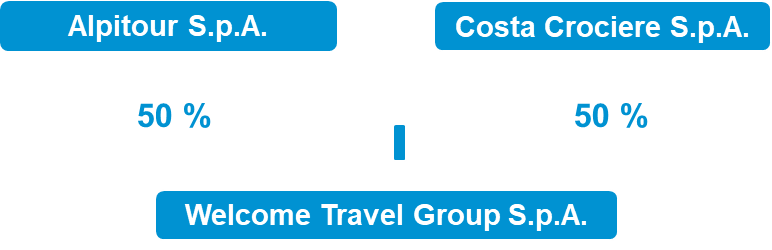 Alpitour S.p.A.
Costa Crociere S.p.A.
50 %
50 %
Welcome Travel Group S.p.A.